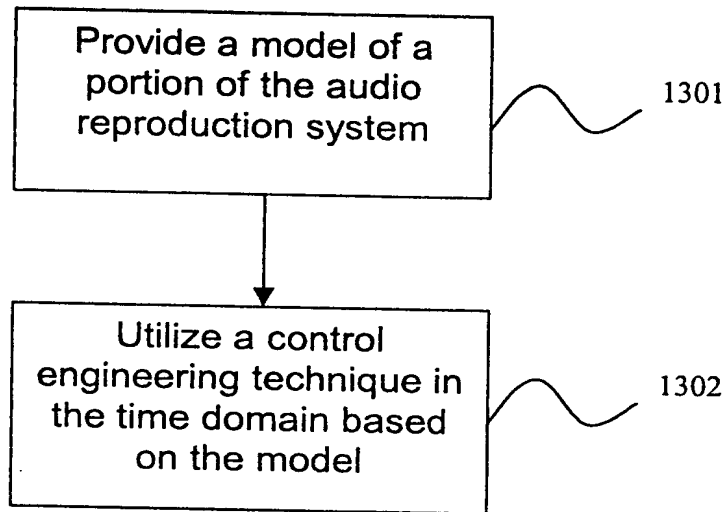 Provide a model of a
portion of the audio
reproduction system
1301
Utilize a control
engineering technique in
the time domain based
on the model
1302